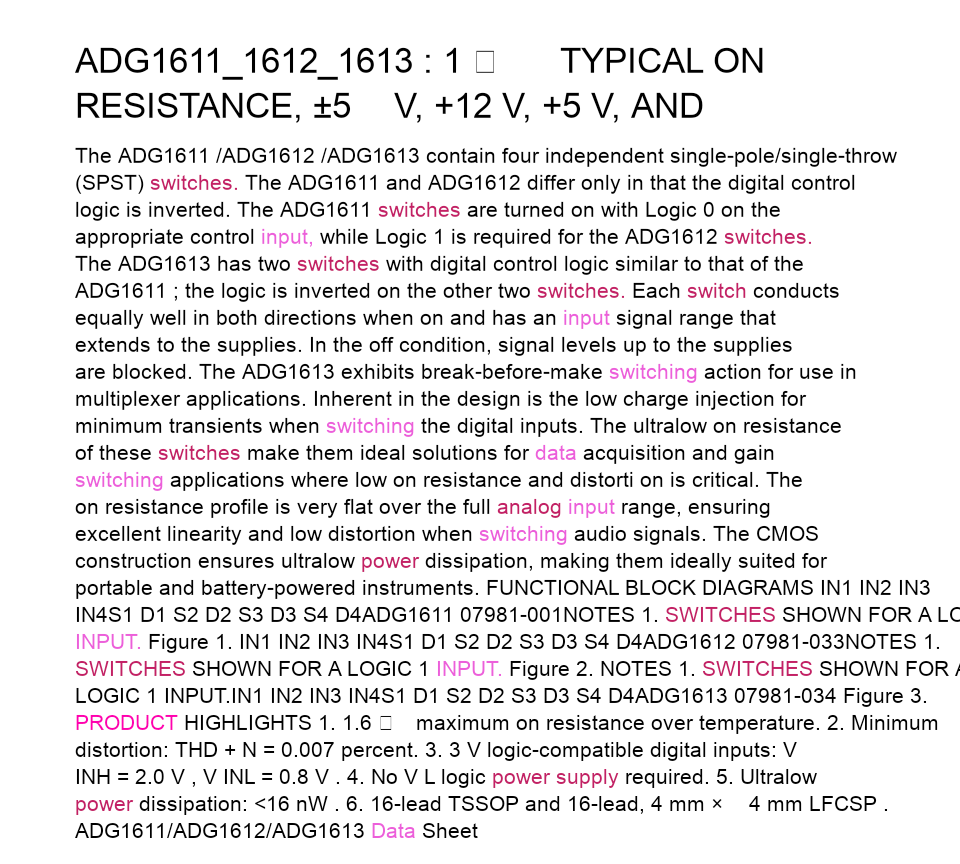 ADG1611_1612_1613 : 1 □ TYPICAL ON
RESISTANCE, ±5 V, +12 V, +5 V, AND
The ADG1611 /ADG1612 /ADG1613 contain four independent single-pole/single-throw
(SPST) switches. The ADG1611 and ADG1612 differ only in that the digital control
logic is inverted. The ADG1611 switches are turned on with Logic 0 on the
appropriate control input, while Logic 1 is required for the ADG1612 switches.
The ADG1613 has two switches with digital control logic similar to that of the
ADG1611 ; the logic is inverted on the other two switches. Each switch conducts
equally well in both directions when on and has an input signal range that
extends to the supplies. In the off condition, signal levels up to the supplies
are blocked. The ADG1613 exhibits break-before-make switching action for use in
multiplexer applications. Inherent in the design is the low charge injection for
minimum transients when switching the digital inputs. The ultralow on resistance
of these switches make them ideal solutions for data acquisition and gain
switching applications where low on resistance and distorti on is critical. The
on resistance profile is very flat over the full analog input range, ensuring
excellent linearity and low distortion when switching audio signals. The CMOS
construction ensures ultralow power dissipation, making them ideally suited for
portable and battery-powered instruments. FUNCTIONAL BLOCK DIAGRAMS IN1 IN2 IN3
IN4S1 D1 S2 D2 S3 D3 S4 D4ADG1611 07981-001NOTES 1. SWITCHES SHOWN FOR A LO
INPUT. Figure 1. IN1 IN2 IN3 IN4S1 D1 S2 D2 S3 D3 S4 D4ADG1612 07981-033NOTES 1.
SWITCHES SHOWN FOR A LOGIC 1 INPUT. Figure 2. NOTES 1. SWITCHES SHOWN FOR A
LOGIC 1 INPUT.IN1 IN2 IN3 IN4S1 D1 S2 D2 S3 D3 S4 D4ADG1613 07981-034 Figure 3.
PRODUCT HIGHLIGHTS 1. 1.6 □ maximum on resistance over temperature. 2. Minimum
distortion: THD + N = 0.007 percent. 3. 3 V logic-compatible digital inputs: V
INH = 2.0 V , V INL = 0.8 V . 4. No V L logic power supply required. 5. Ultralow
power dissipation: <16 nW . 6. 16-lead TSSOP and 16-lead, 4 mm × 4 mm LFCSP .
ADG1611/ADG1612/ADG1613 Data Sheet